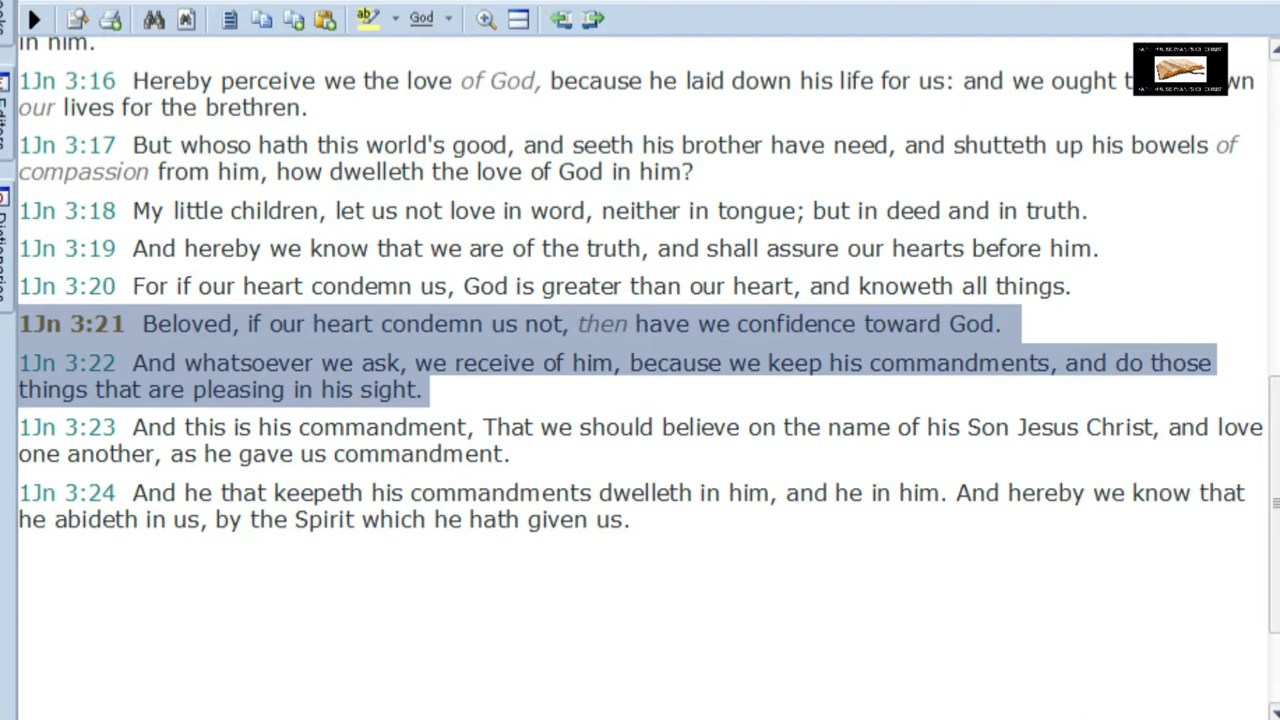 God
in him.
1Jn 3:16 Hereby perceive we the love of God, because he laid down his life for us: and we ought
our lives for the brethren.
1Jn 3:17 But whoso hath this world's good, and seeth his brother have need, and shutteth up his bowels of
compassion from him, how dwelleth the love of God in him?
1Jn 3:18 My little children, let us not love in word, neither in tongue; but in deed and in truth.
1Jn 3:19 And hereby we know that we are of the truth, and shall assure our hearts before him.
1Jn 3:20 For if our heart condemn us, God is greater than our heart, and knoweth all things.
1Jn 3:21 Beloved, if our heart condemn us not, then have we confidence toward God.
1Jn 3:22 And whatsoever we ask, we receive of him, because we keep his commandments, and do those
things that are pleasing in his sight.
1Jn 3:23 And this is his commandment, That we should believe on the name of his Son Jesus Christ, and love
one another, as he gave us commandment.
1Jn 3:24 And he that keepeth his commandments dwelleth in him, and he in him. And hereby we know that
he abideth in us, by the Spirit which he hath given us.
Editors